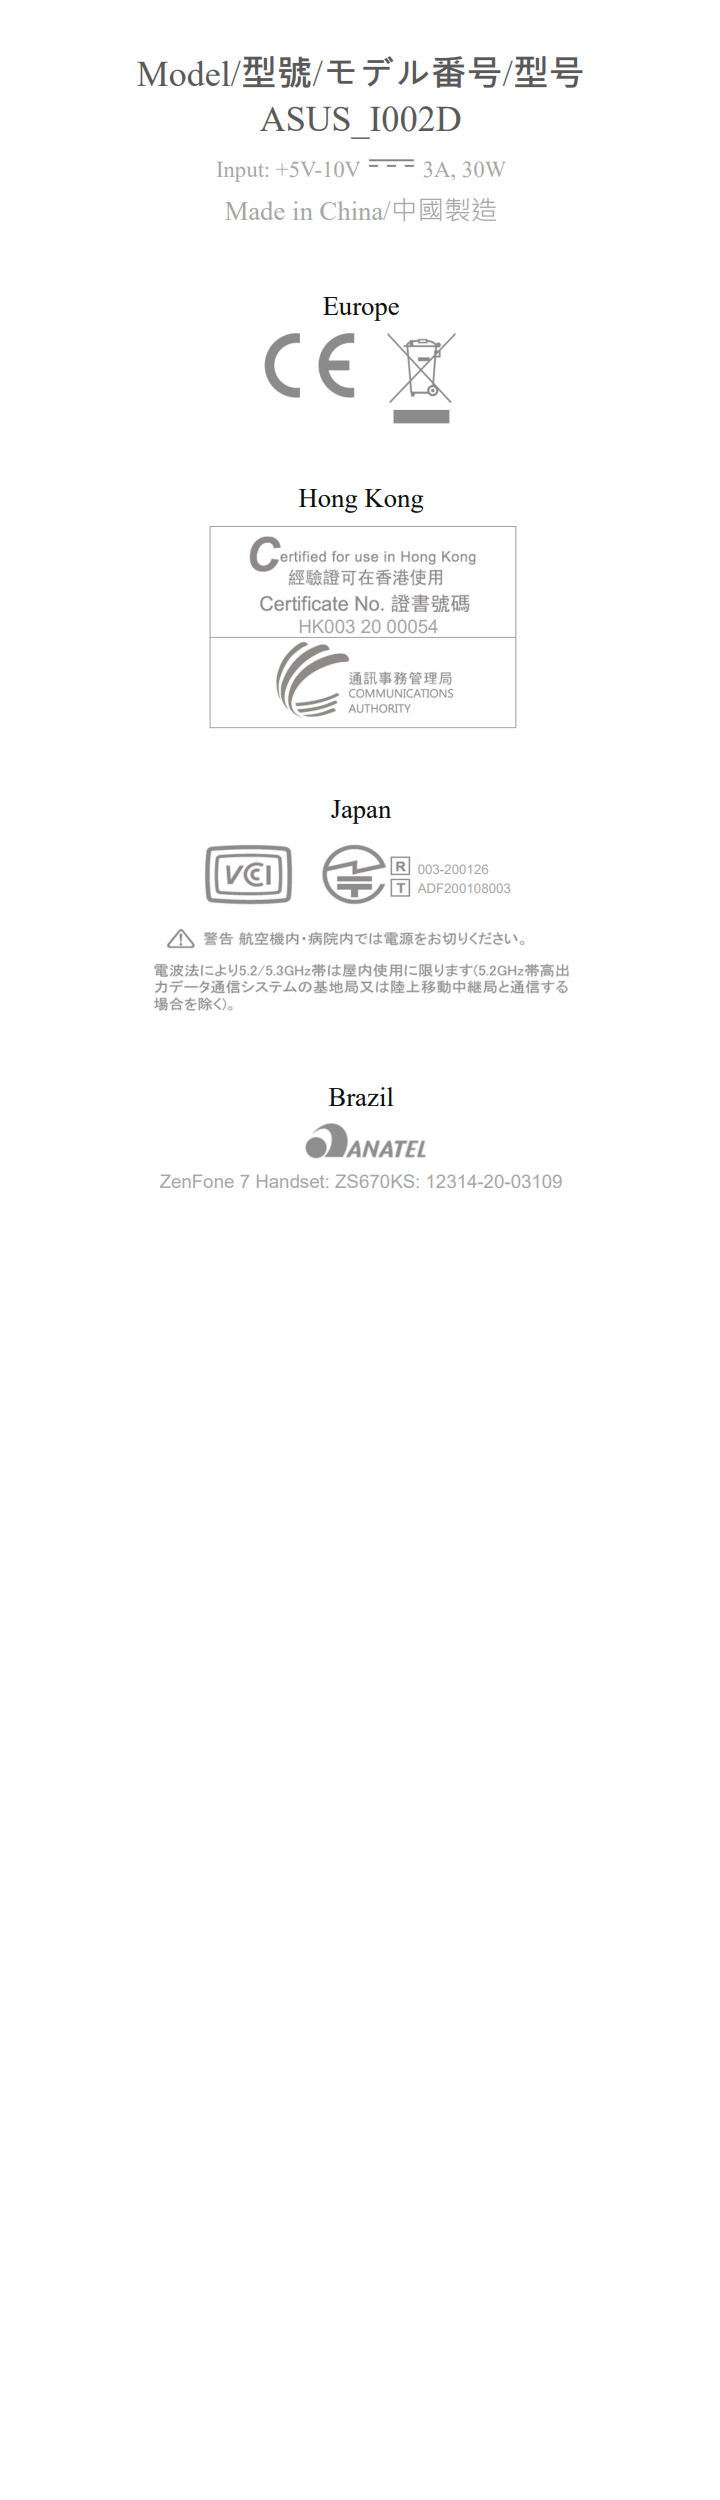 Model/型號/モデル番号/型号
ASUS_I002D
Input: +5V-10V 3A, 30W
Made in China/中國製造
Europe
CE
Hong Kong
Certified for use in Hong Kong
經驗證可在香港使用
Certificate No. 證書號碼
HK003 20 00054
通訊事務管理局
COMMUNICATIONS
AUTHORITY
Japan
VCI
R 003-200126
T ADF200108003
警告 航空機内・病院内では電源をお切りください。
電波法により5.2/5.3GHz帯は屋内使用に限ります(5.2GHz帯高出
力データ通信システムの基地局又は陸上移動中継局と通信する
場合を除く)。
Brazil
ANATEL
ZenFone 7 Handset: ZS670KS: 12314-20-03109